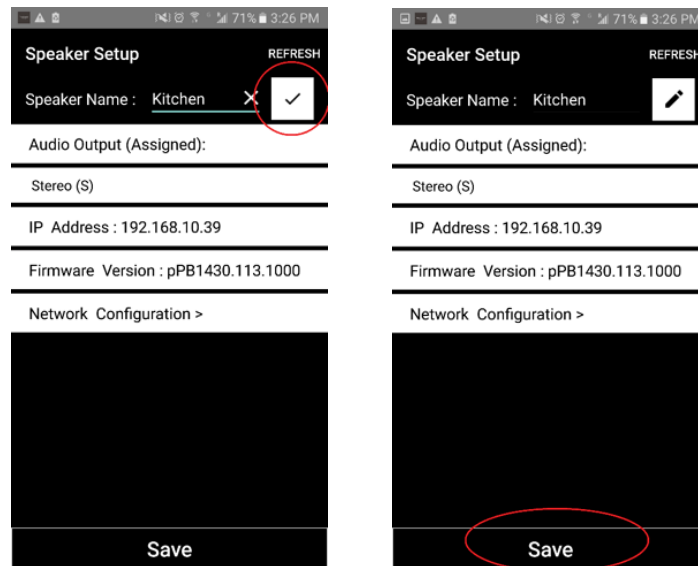 71% 3:26 PM
Speaker Setup REFRESH
Speaker Name : Kitchen
Audio Output (Assigned):
Stereo (S)
IP Address : 192.168.10.39
Firmware Version : pPB1430.113.1000
Network Configuration >
Save
71% 3:26 PM
Speaker Setup REFRESH
Speaker Name : Kitchen
Audio Output (Assigned):
Stereo (S)
IP Address : 192.168.10.39
Firmware Version : pPB1430.113.1000
Network Configuration >
Save